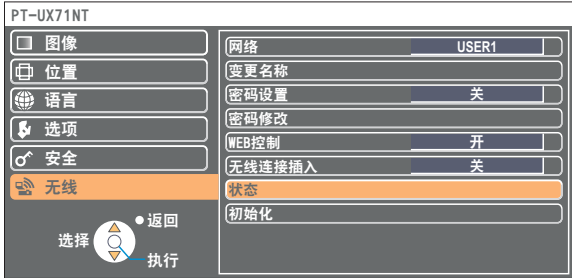 PT-UX71NT
图像
位置
语言
选项
安全
无线
返回
选择
执行
网络 USER1
变更名称
密码设置 关
密码修改
WEB控制 开
无线连接插入 关
状态
初始化